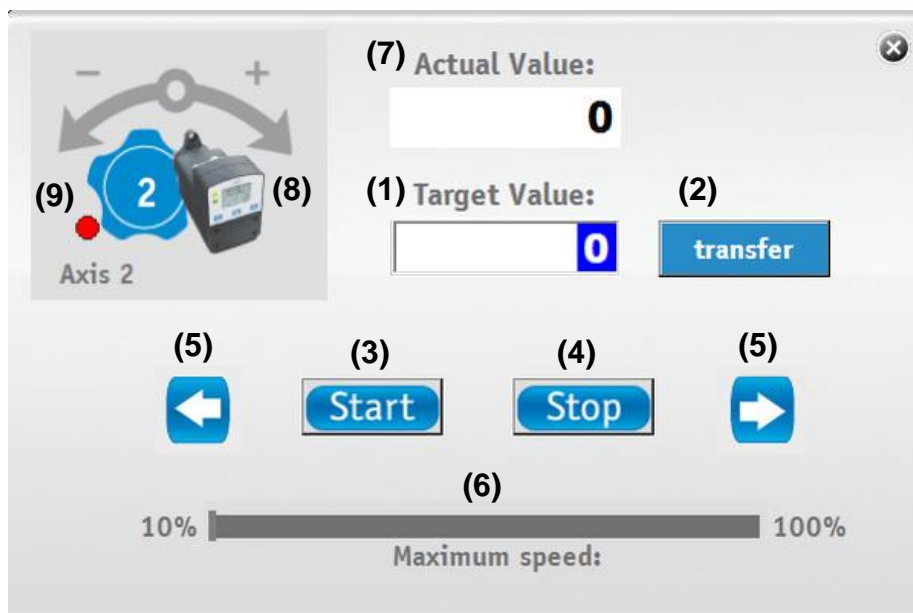 (7) Actual Value:
− +
0
(9) 2 (8)
(1) Target Value: (2)
0 transfer
Axis 2
(5) (3) (4) (5)
Start Stop
(6)
10% 100%
Maximum speed: